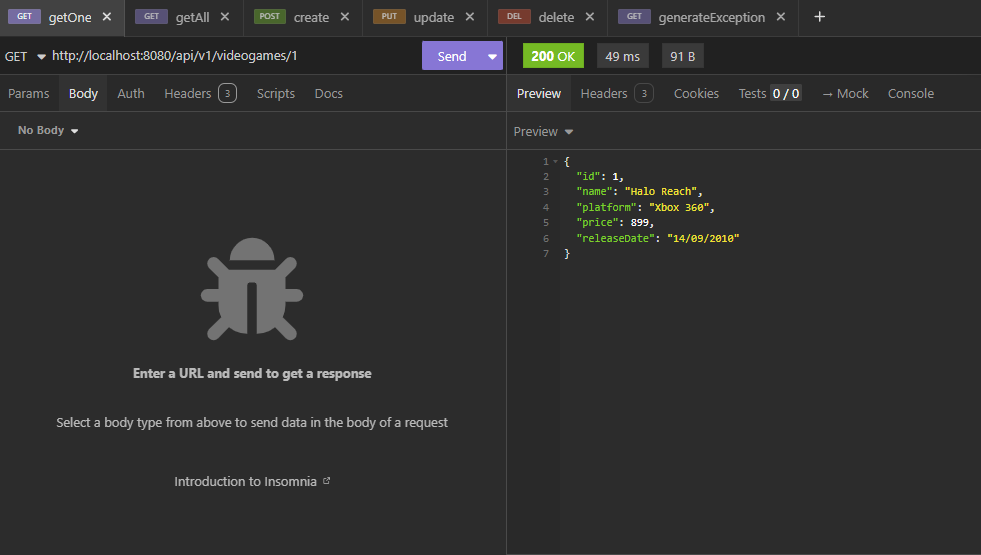 GET getOne GET getAll POST create PUT update DEL delete GET generateException
GET http://localhost:8080/api/v1/videogames/1 Send 200 OK 49 ms 91 B
Params Body Auth Headers 3 Scripts Docs Preview Headers 3 Cookies Tests 0 / 0 → Mock Console
No Body Preview
1 {
2 "id": 1,
3 "name": "Halo Reach",
4 "platform": "Xbox 360",
5 "price": 899,
6 "releaseDate": "14/09/2010"
7 }
Enter a URL and send to get a response
Select a body type from above to send data in the body of a request
Introduction to Insomnia